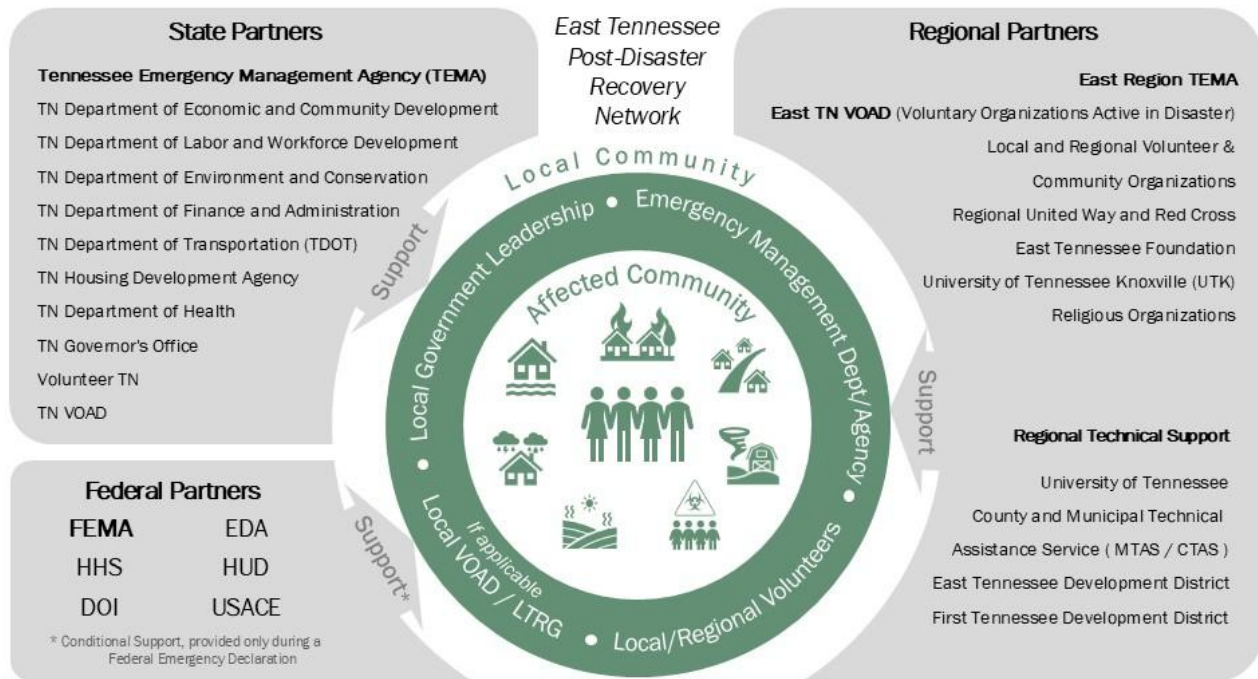 State Partners
Tennessee Emergency Management Agency (TEMA)
TN Department of Economic and Community Development
TN Department of Labor and Workforce Development
TN Department of Environment and Conservation
TN Department of Finance and Administration
TN Department of Transportation (TDOT)
TN Housing Development Agency
TN Department of Health
TN Governor's Office
Volunteer TN
TN VOAD
Federal Partners
FEMA EDA
HHS HUD
DOI USACE
* Conditional Support, provided only during a
Federal Emergency Declaration
East Tennessee
Post-Disaster
Recovery
Network
Local Community
Support
Support*
Support
Local Government Leadership • Emergency Management Dept/Agency •
Local/Regional Volunteers •
If applicable
Local VOAD / LTRG •
Affected Community
Regional Partners
East Region TEMA
East TN VOAD (Voluntary Organizations Active in Disaster)
Local and Regional Volunteer &
Community Organizations
Regional United Way and Red Cross
East Tennessee Foundation
University of Tennessee Knoxville (UTK)
Religious Organizations
Regional Technical Support
University of Tennessee
County and Municipal Technical
Assistance Service ( MTAS / CTAS )
East Tennessee Development District
First Tennessee Development District